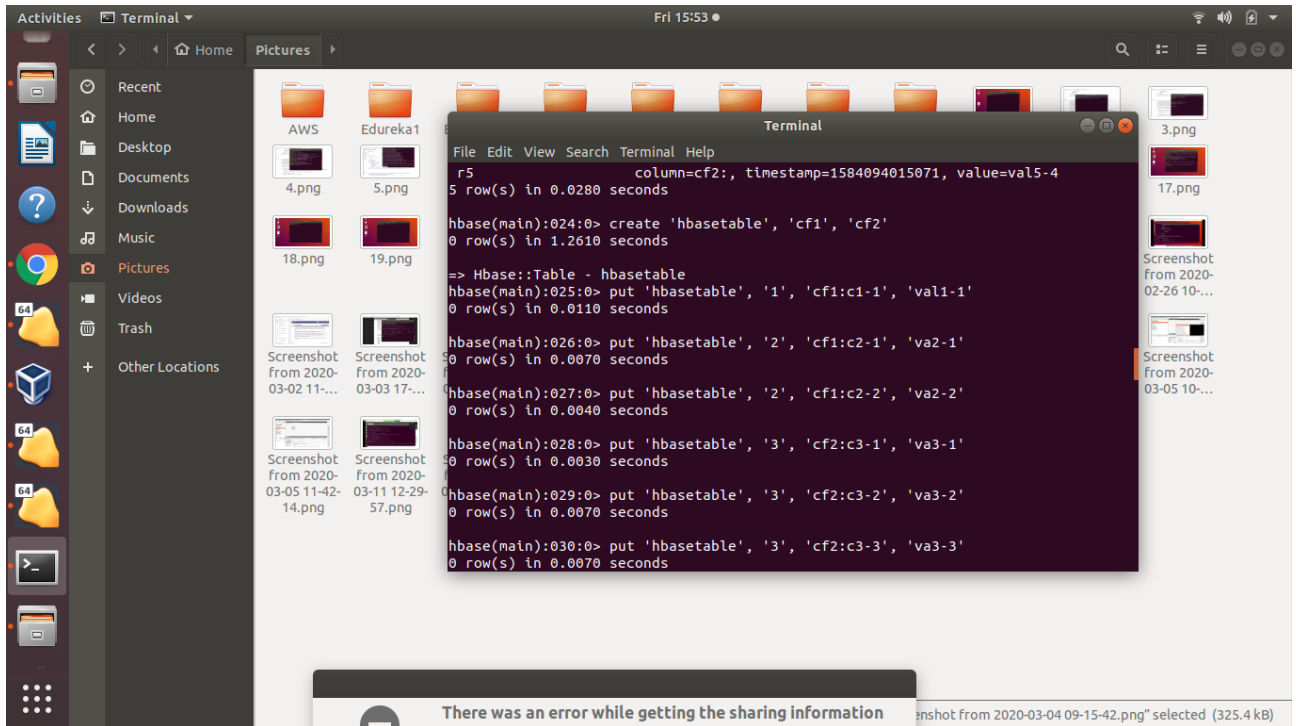 Activities Terminal Fri 15:53
Home Pictures
Recent
Home
Desktop
Documents
Downloads
Music
Pictures
Videos
Trash
+ Other Locations
AWS Edureka1 3.png
4.png 5.png 17.png
18.png 19.png
Screenshot from 2020-02-26 10-...
Screenshot from 2020-03-02 11-...
Screenshot from 2020-03-03 17-...
Screenshot from 2020-03-05 10-...
Screenshot from 2020-03-05 11-42-14.png
Screenshot from 2020-03-11 12-29-57.png
64
64
64
Terminal
File Edit View Search Terminal Help
r5 column=cf2:, timestamp=1584094015071, value=val5-4
5 row(s) in 0.0280 seconds
hbase(main):024:0> create 'hbasetable', 'cf1', 'cf2'
0 row(s) in 1.2610 seconds
=> Hbase::Table - hbasetable
hbase(main):025:0> put 'hbasetable', '1', 'cf1:c1-1', 'val1-1'
0 row(s) in 0.0110 seconds
hbase(main):026:0> put 'hbasetable', '2', 'cf1:c2-1', 'va2-1'
0 row(s) in 0.0070 seconds
hbase(main):027:0> put 'hbasetable', '2', 'cf1:c2-2', 'va2-2'
0 row(s) in 0.0040 seconds
hbase(main):028:0> put 'hbasetable', '3', 'cf2:c3-1', 'va3-1'
0 row(s) in 0.0030 seconds
hbase(main):029:0> put 'hbasetable', '3', 'cf2:c3-2', 'va3-2'
0 row(s) in 0.0070 seconds
hbase(main):030:0> put 'hbasetable', '3', 'cf2:c3-3', 'va3-3'
0 row(s) in 0.0070 seconds
There was an error while getting the sharing information
from 2020-03-04 09-15-42.png" selected (325.4 kB)